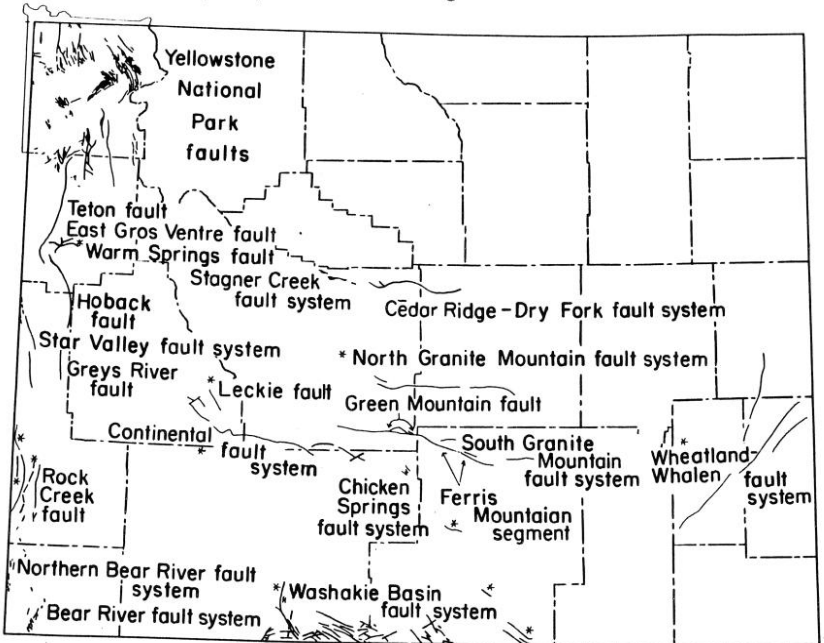 Yellowstone
National
Park
faults
Teton fault
East Gros Ventre fault
* Warm Springs fault
Stagner Creek
fault system
Cedar Ridge-Dry Fork fault system
Hoback
fault
Star Valley fault system
* North Granite Mountain fault system
Greys River
fault
* Leckie fault
Green Mountain fault
Continental
* fault
system
South Granite
Mountain
fault system
*
Wheatland-
Whalen
fault
system
Rock
Creek
fault
Chicken
Springs
fault system
Ferris
Mountaian
segment
*
Northern Bear River fault
system
* Washakie Basin
fault system
Bear River fault system